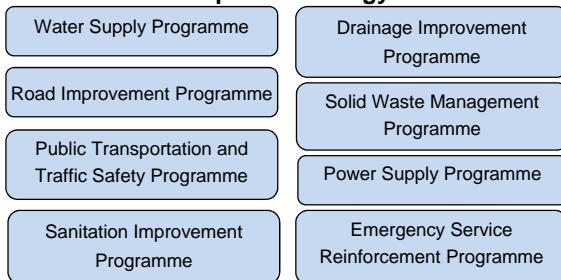 Water Supply Programme
Road Improvement Programme
Public Transportation and
Traffic Safety Programme
Sanitation Improvement
Programme
Drainage Improvement
Programme
Solid Waste Management
Programme
Power Supply Programme
Emergency Service
Reinforcement Programme